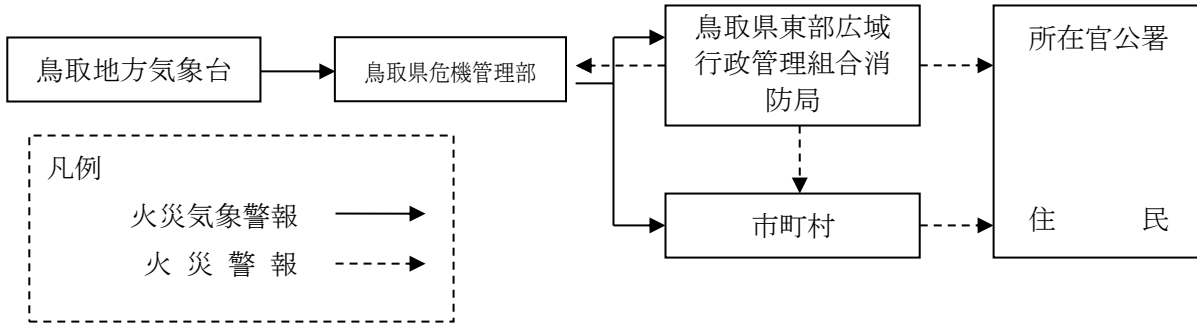 鳥取地方気象台
鳥取県危機管理部
鳥取県東部広域
行政管理組合消
防局
所在官公署
市町村
住　　民
凡例
火災気象警報
火 災 警 報